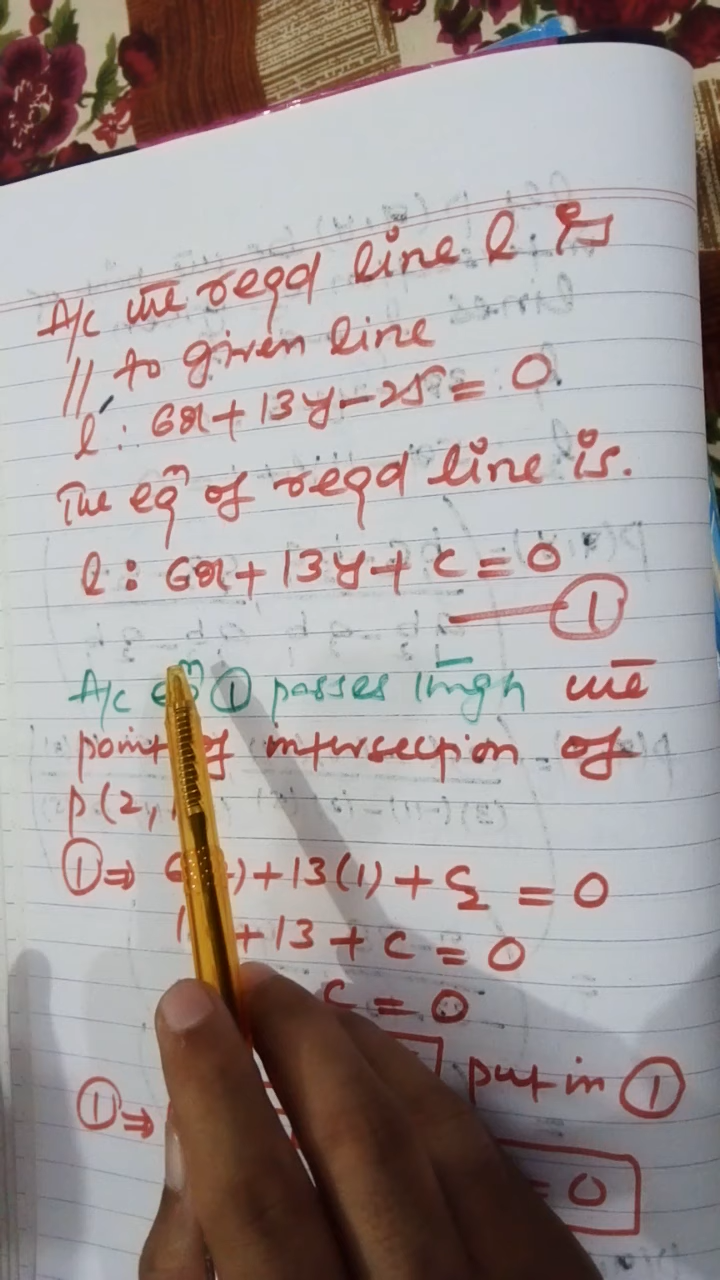 A/c the reqd line l is
// to given line
l': 6x + 13y - 25 = 0
The eqn of reqd line is.
l: 6x + 13y + c = 0
1
A/c 1 passes through the
point of intersection of
p(2,
1 ⇒ ) + 13(1) + c = 0
+ 13 + c = 0
c = 0
put in 1
1 ⇒
= 0